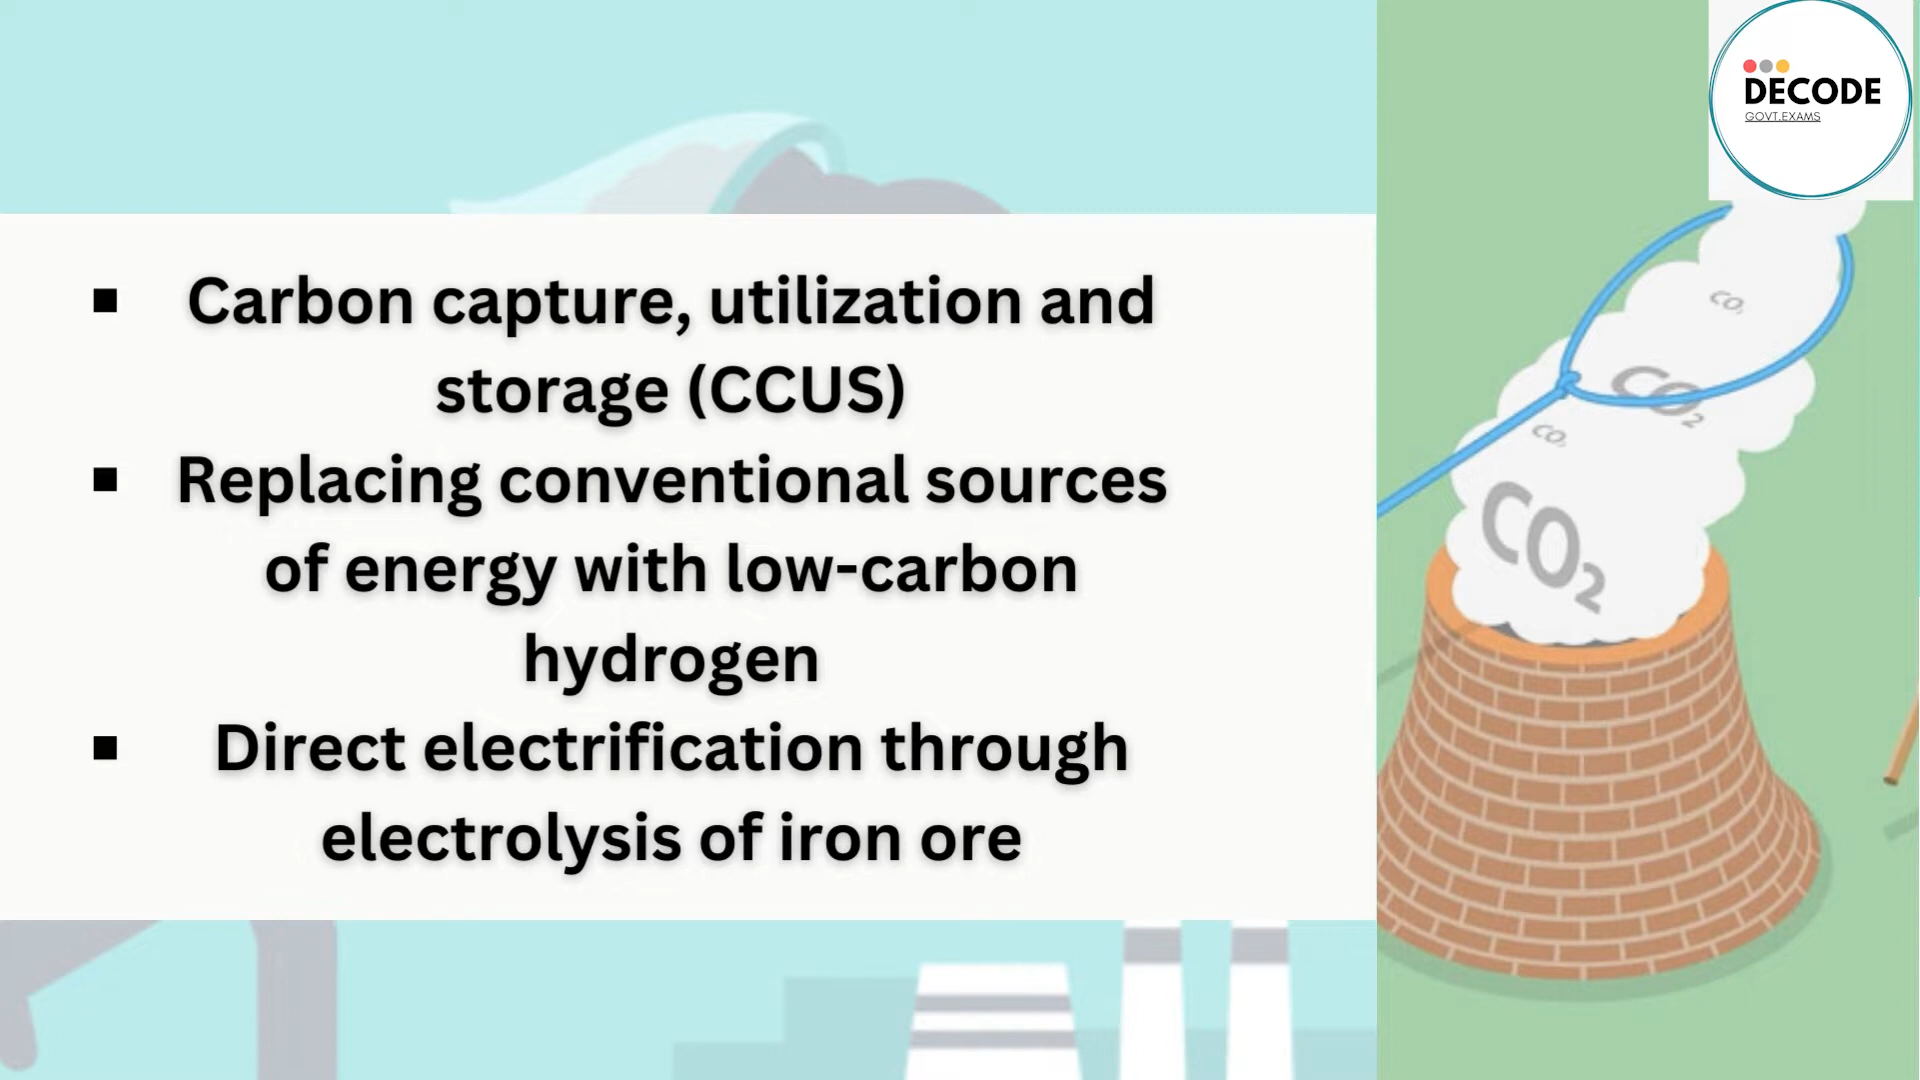 DECODE
GOVT.EXAMS
▪ Carbon capture, utilization and
storage (CCUS)
▪ Replacing conventional sources
of energy with low-carbon
hydrogen
▪ Direct electrification through
electrolysis of iron ore
CO₂
CO₂
CO₂
CO₂